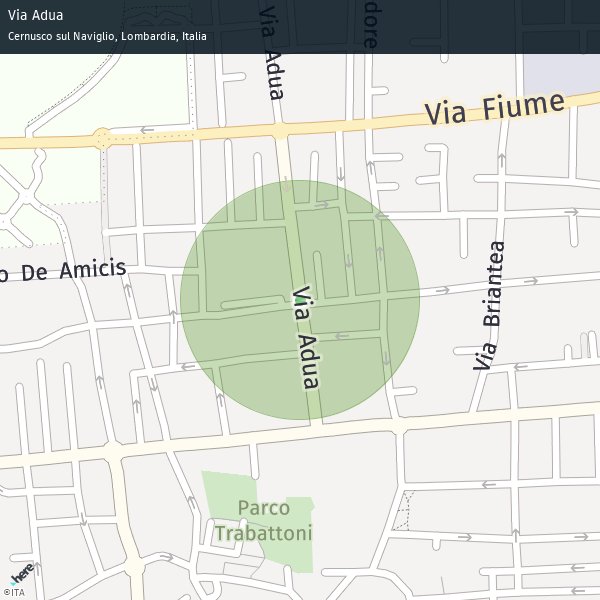 Via Adua
Cernusco sul Naviglio, Lombardia, Italia
Via Adua
dore
Via Fiume
o De Amicis
Via Briantea
Via Adua
Parco
Trabattoni
here
©ITA